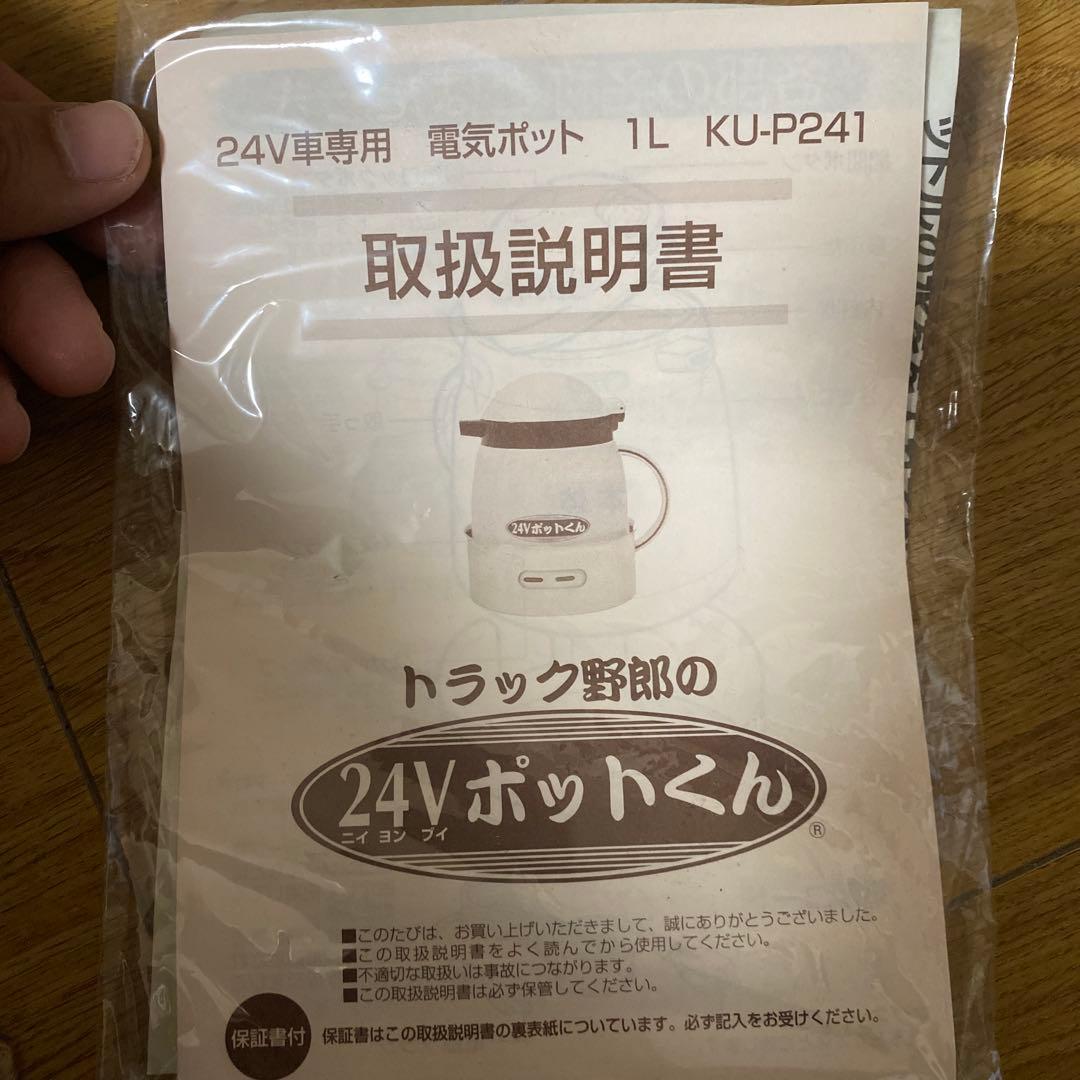 24V車専用 電気ポット 1L KU-P241
取扱説明書
24Vポットくん
トラック野郎の
24Vポットくん
ニイ ヨン ブイ
®
■このたびは、お買い上げいただきまして、誠にありがとうございました。
■この取扱説明書をよく読んでから使用してください。
■不適切な取扱いは事故につながります。
■この取扱説明書は必ず保管してください。
保証書付
保証書はこの取扱説明書の裏表紙についています。必ず記入をお受けください。